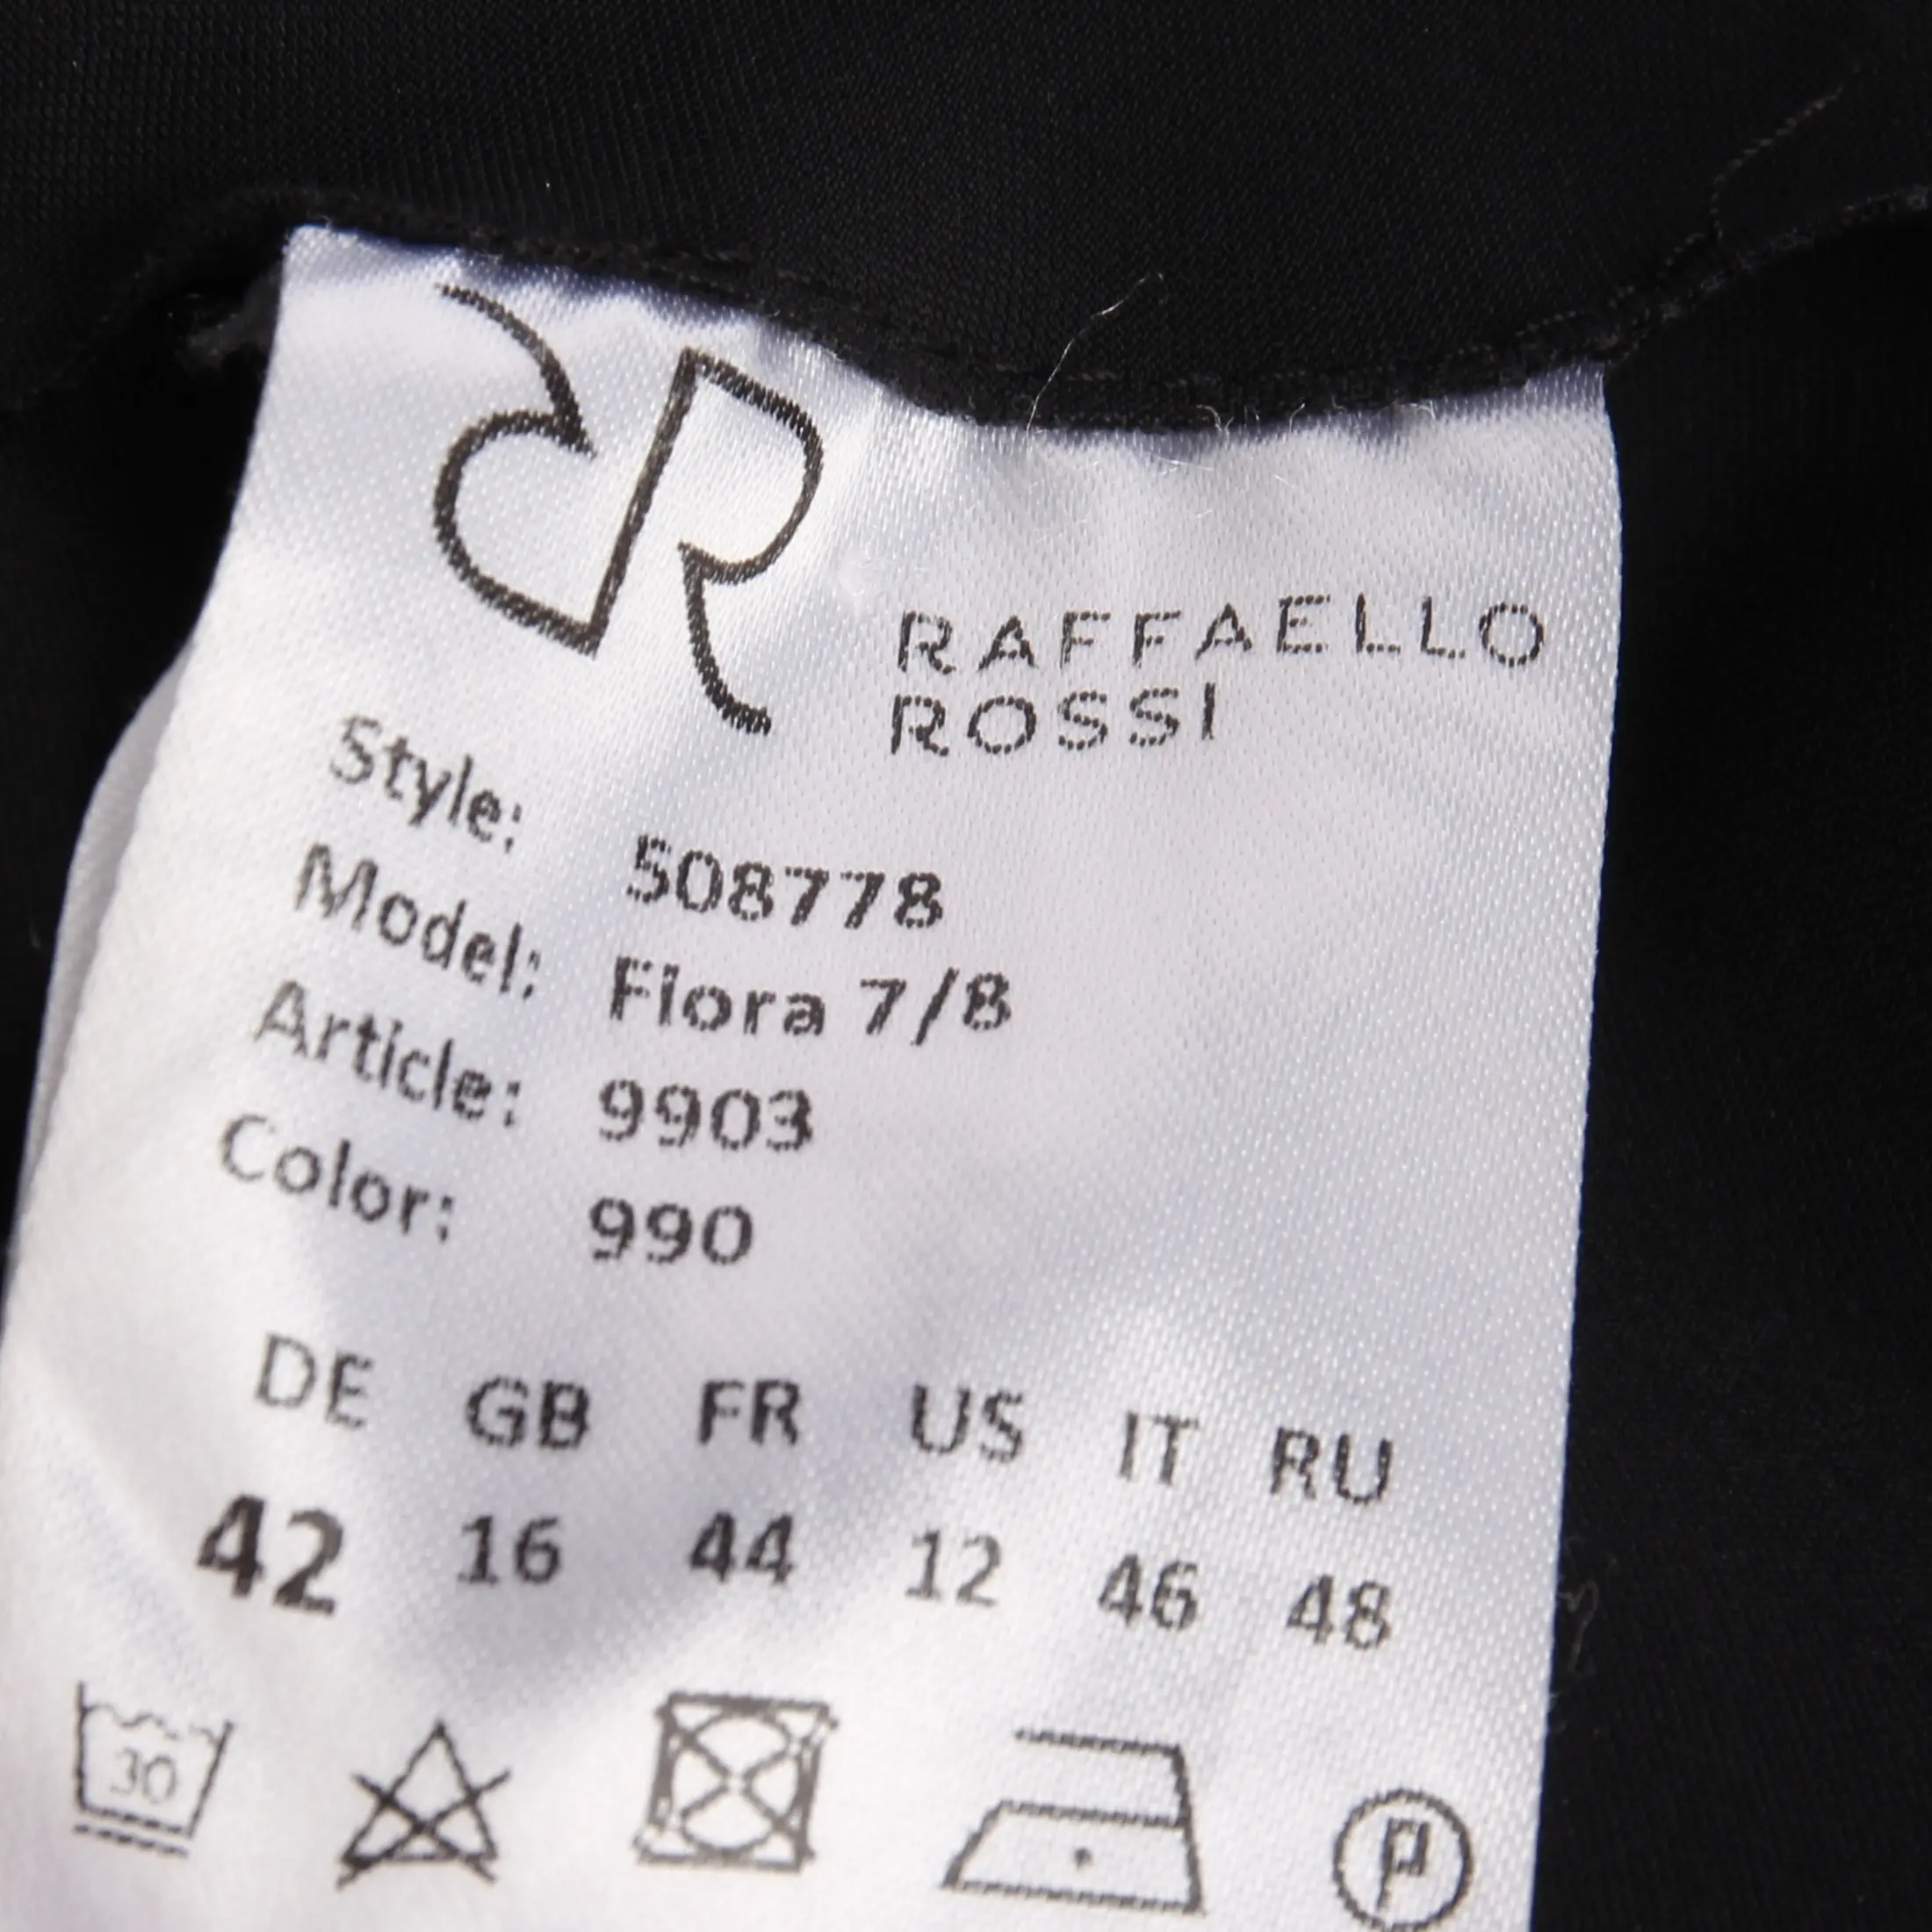 RAFFAELLO
ROSSI
Style: 508778
Model: Fiora 7/8
Article: 9903
Color: 990
DE GB FR US IT RU
42 16 44 12 46 48
30
P